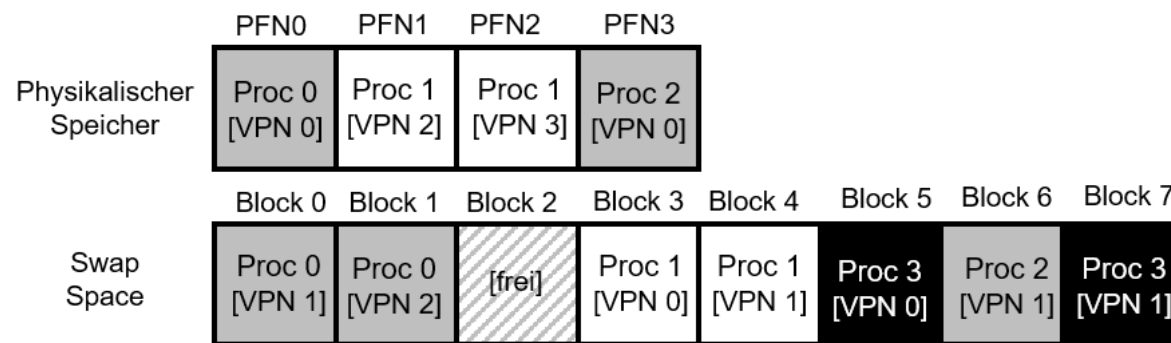 PFN0 PFN1 PFN2 PFN3
Physikalischer Speicher
Proc 0 Proc 1 Proc 1 Proc 2
[VPN 0] [VPN 2] [VPN 3] [VPN 0]
Block 0 Block 1 Block 2 Block 3 Block 4 Block 5 Block 6 Block 7
Swap Space
Proc 0 Proc 0 [frei] Proc 1 Proc 1 Proc 3 Proc 2 Proc 3
[VPN 1] [VPN 2] [VPN 0] [VPN 1] [VPN 0] [VPN 1] [VPN 1]